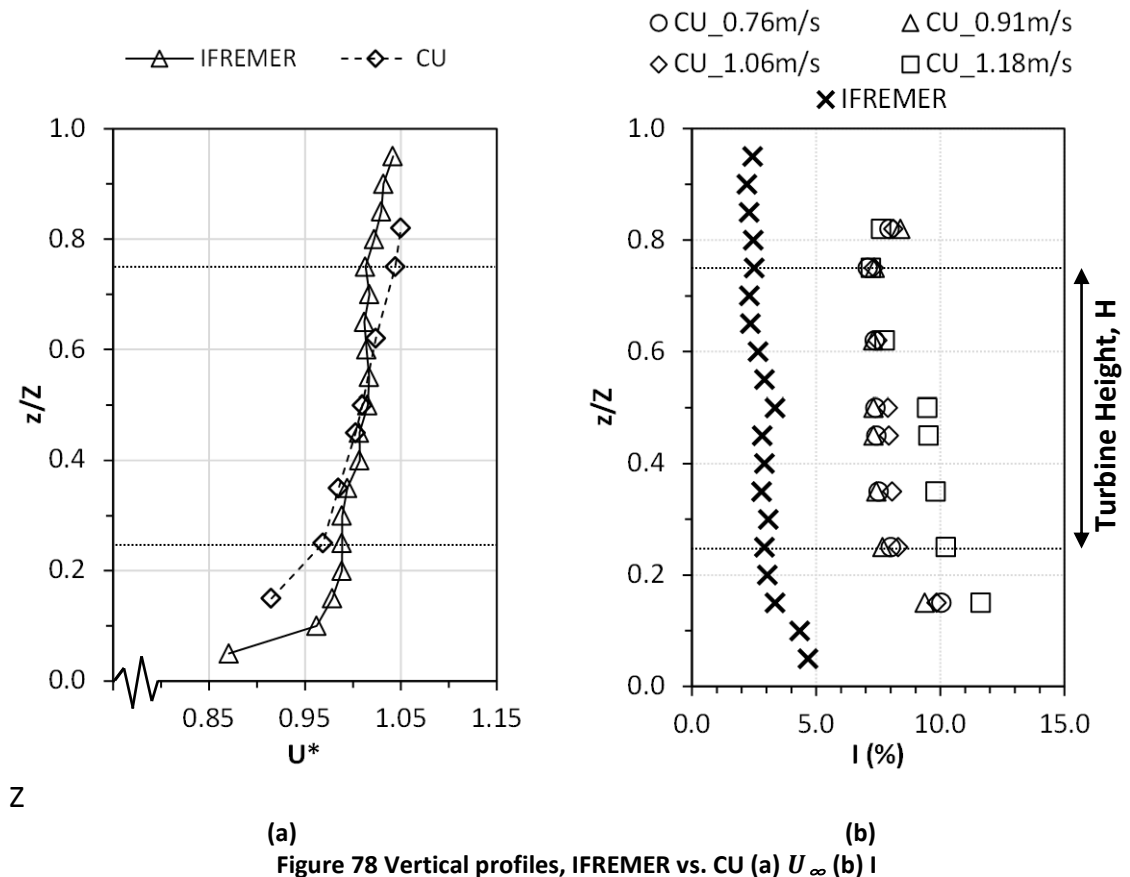 IFREMER CU
CU_0.76m/s CU_0.91m/s
CU_1.06m/s CU_1.18m/s
IFREMER
1.0
0.8
0.6
0.4
0.2
0.0
z/Z
0.85 0.95 1.05 1.15
U*
1.0
0.8
0.6
0.4
0.2
0.0
z/Z
0.0 5.0 10.0 15.0
I (%)
Turbine Height, H
Z
(a) (b)
Figure 78 Vertical profiles, IFREMER vs. CU (a) U∞ (b) I